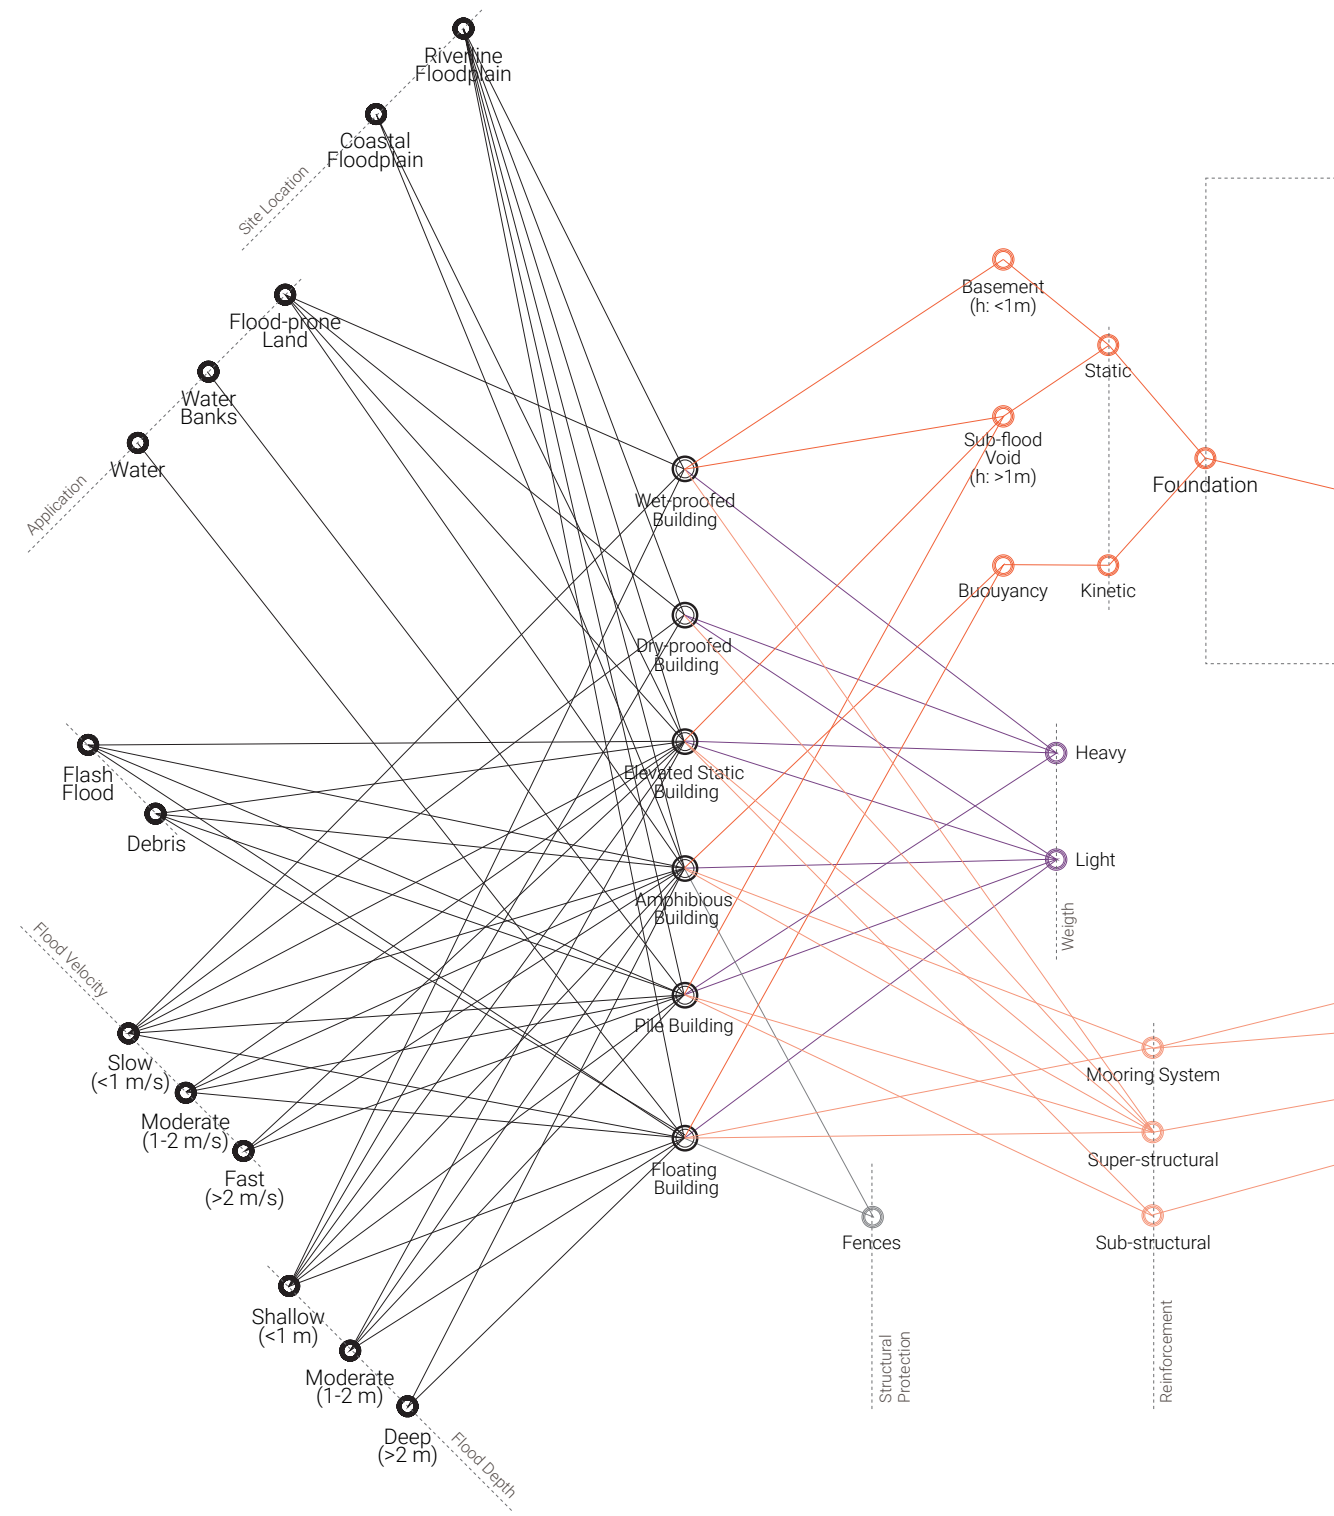 Riverine
Floodplain
Coastal
Floodplain
Site Location
Flood-prone
Land
Water
Banks
Water
Application
Flash
Flood
Debris
Flood Velocity
Slow
(<1 m/s)
Moderate
(1-2 m/s)
Fast
(>2 m/s)
Shallow
(<1 m)
Moderate
(1-2 m)
Deep
(>2 m)
Flood Depth
Wet-proofed
Building
Dry-proofed
Building
Elevated Static
Building
Amphibious
Building
Pile Building
Floating
Building
Basement
(h: <1m)
Static
Sub-flood
Void
(h: >1m)
Foundation
Buouyancy
Kinetic
Heavy
Light
Weigth
Mooring System
Super-structural
Sub-structural
Reinforcement
Fences
Structural
Protection